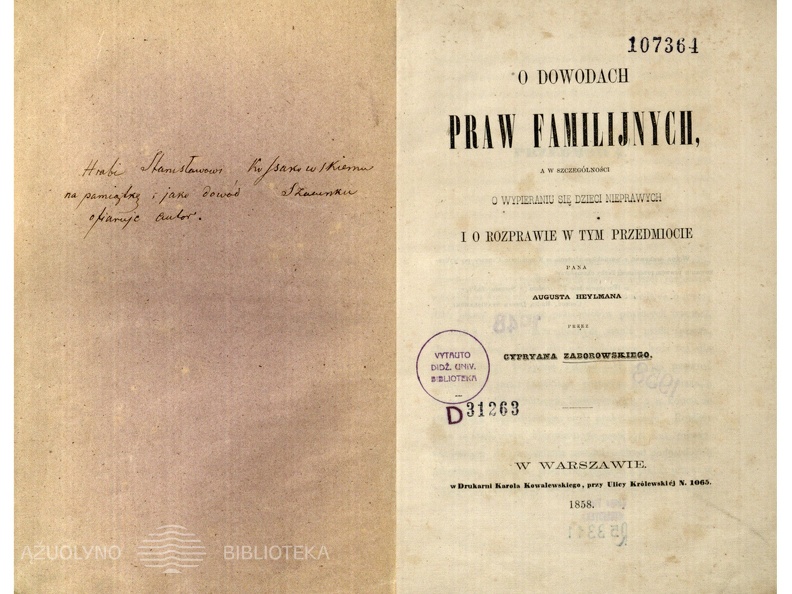 Hrabi Stanisławowi Kossakowskiemu
na pamiątkę i jako dowód Szacunku
ofiaruje autor.
AŽUOLYNO BIBLIOTEKA
107364
O DOWODACH
PRAW FAMILIJNYCH,
A W SZCZEGÓLNOŚCI
O WYPIERANIU SIĘ DZIECI NIEPRAWYCH
I O ROZPRAWIE W TYM PRZEDMIOCIE
PANA
AUGUSTA HEYLMANA
PRZEZ
CYPRYANA ZABOROWSKIEGO.
VYTAUTO
DIDŽ. UNIV.
BIBLIOTEKA
D31263
W WARSZAWIE.
w Drukarni Karola Kowalewskiego, przy Ulicy Królewskiéj N. 1065.
1858.